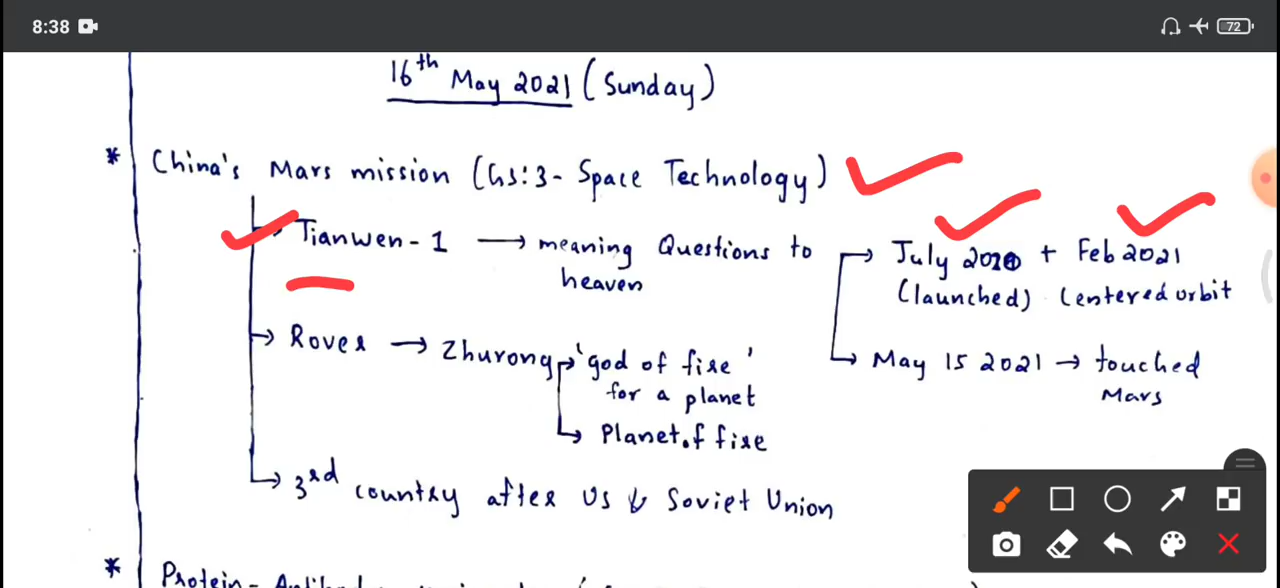 8:38
72
16th May 2021 (Sunday)
* China's Mars mission (GS:3- Space Technology)
Tianwen-1 → meaning Questions to heaven
July 2020 + Feb 2021
(launched) (entered orbit
May 15 2021 → touched Mars
Rover → Zhurong → 'god of fire'
for a planet
Planet of fire
3rd country after US & Soviet Union
* Protein-